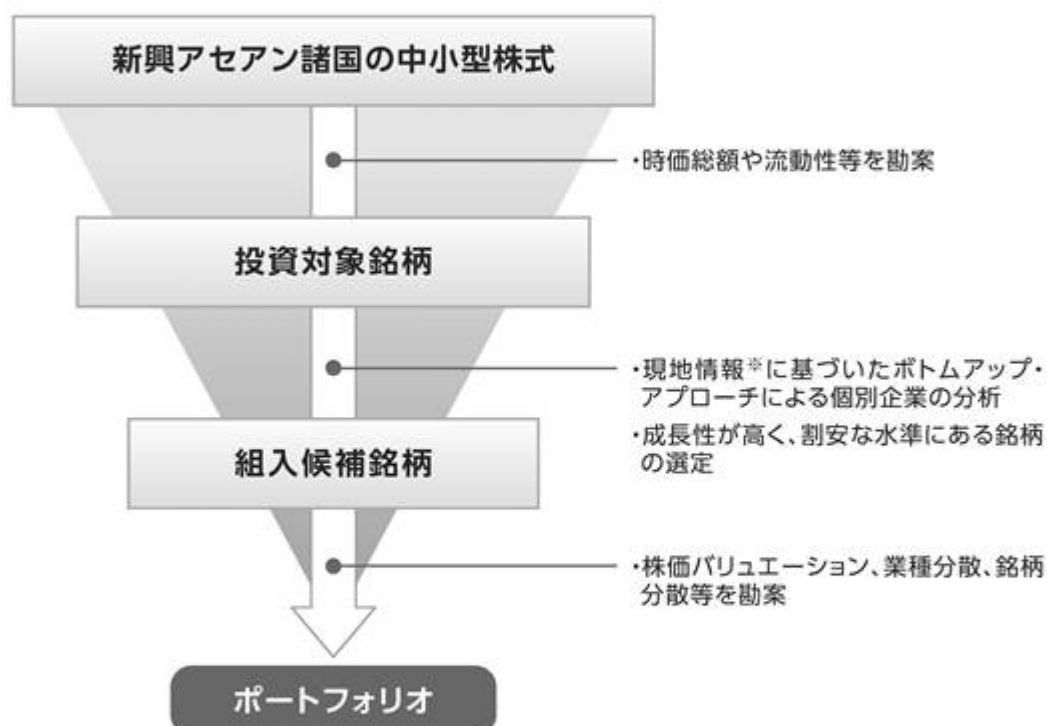 新興アセアン諸国の中小型株式
・時価総額や流動性等を勘案
投資対象銘柄
・現地情報※に基づいたボトムアップ・
アプローチによる個別企業の分析
・成長性が高く、割安な水準にある銘柄
の選定
組入候補銘柄
・株価バリュエーション、業種分散、銘柄
分散等を勘案
ポートフォリオ